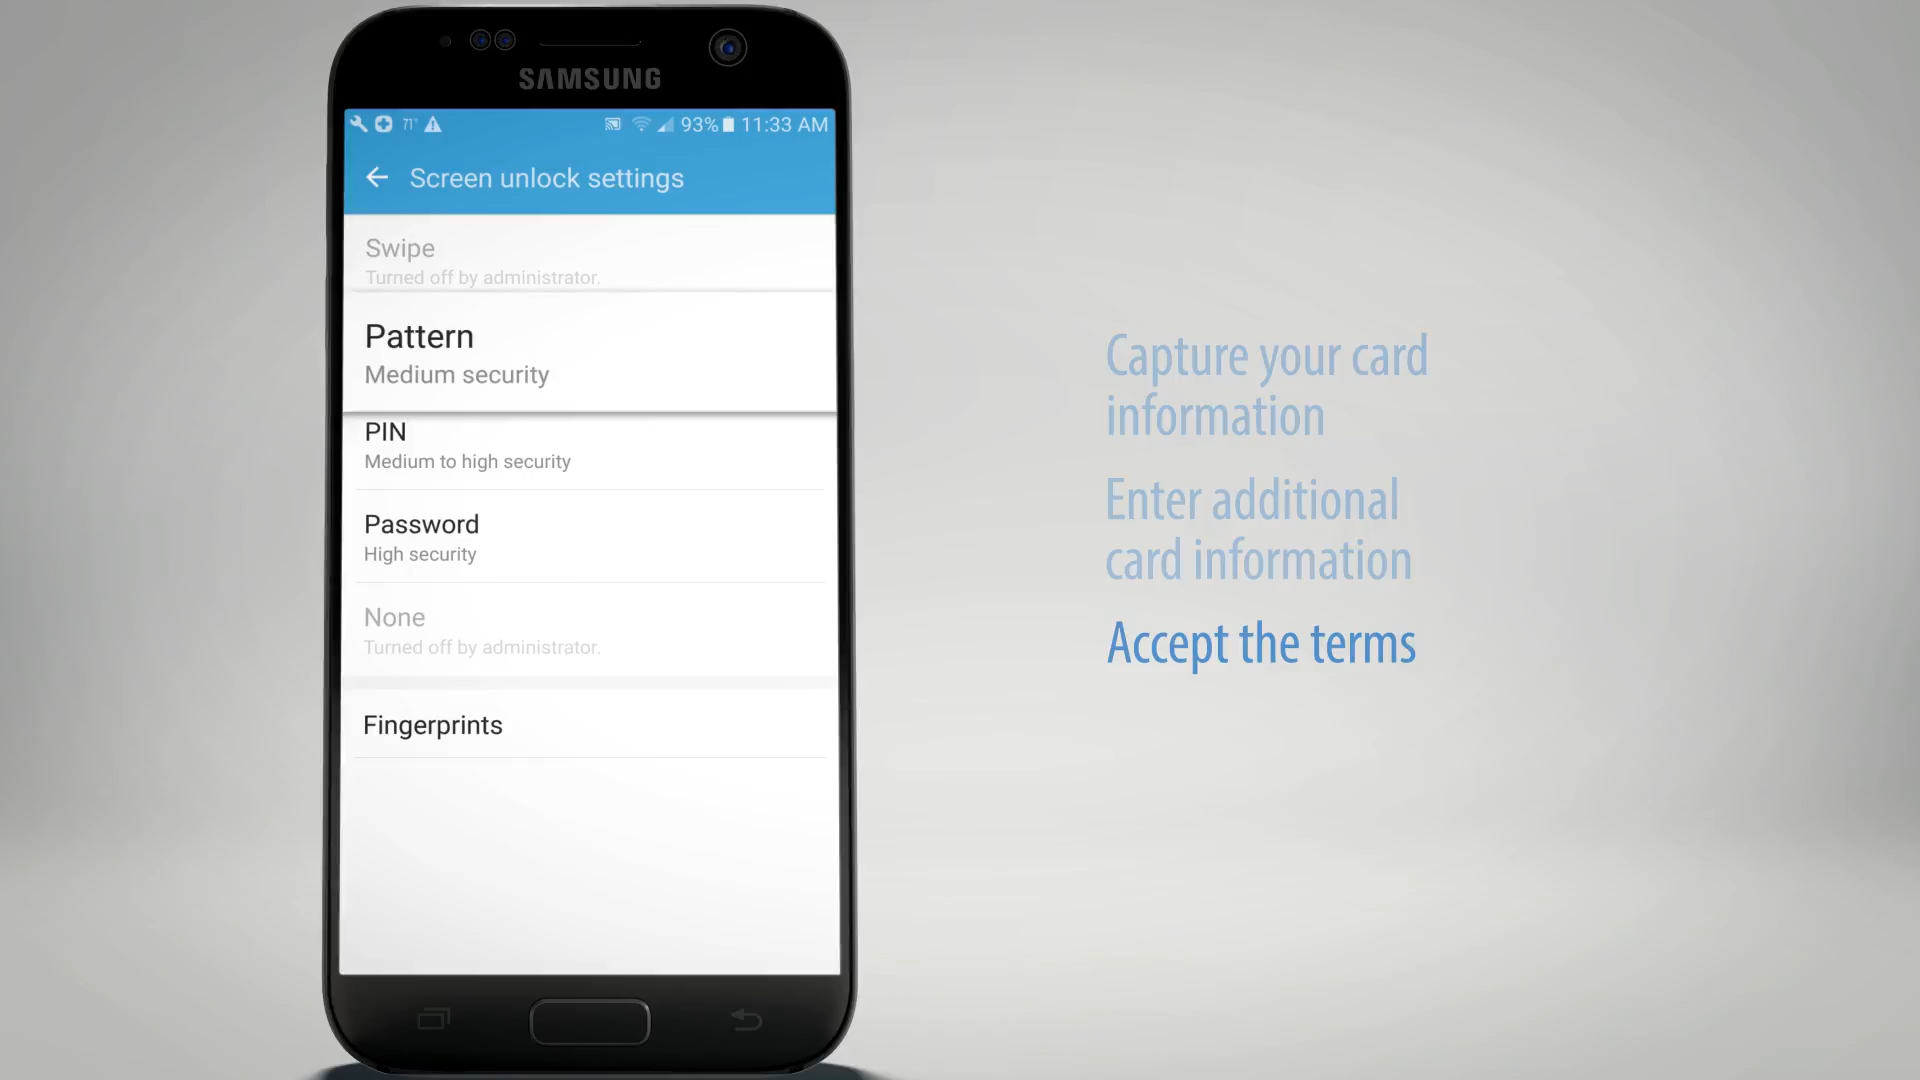 SAMSUNG
71°
93% 11:33 AM
Screen unlock settings
Swipe
Turned off by administrator.
Pattern
Medium security
PIN
Medium to high security
Password
High security
None
Turned off by administrator.
Fingerprints
Capture your card
information
Enter additional
card information
Accept the terms